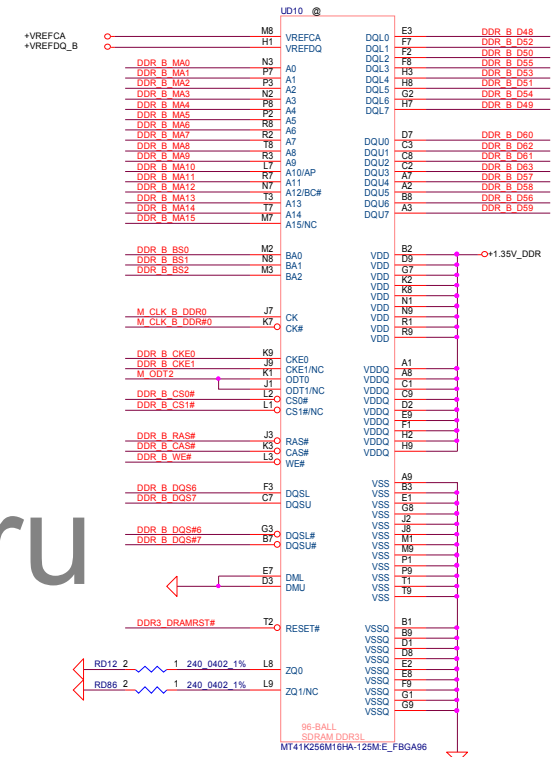 UD10 @
+VREFCA M8 VREFCA DQL0 E3 DDR_B_D48
+VREFDQ_B H1 VREFDQ DQL1 F7 DDR_B_D52
DQL2 F2 DDR_B_D50
DDR_B_MA0 N3 A0 DQL3 F8 DDR_B_D55
DDR_B_MA1 P7 A1 DQL4 H3 DDR_B_D53
DDR_B_MA2 P3 A2 DQL5 H8 DDR_B_D51
DDR_B_MA3 N2 A3 DQL6 G2 DDR_B_D54
DDR_B_MA4 P8 A4 DQL7 H7 DDR_B_D49
DDR_B_MA5 P2 A5
DDR_B_MA6 R8 A6
DDR_B_MA7 R2 A7 DQU0 D7 DDR_B_D60
DDR_B_MA8 T8 A8 DQU1 C3 DDR_B_D62
DDR_B_MA9 R3 A9 DQU2 C8 DDR_B_D61
DDR_B_MA10 L7 A10/AP DQU3 C2 DDR_B_D63
DDR_B_MA11 R7 A11 DQU4 A7 DDR_B_D57
DDR_B_MA12 N7 A12/BC# DQU5 A2 DDR_B_D58
DDR_B_MA13 T3 A13 DQU6 B8 DDR_B_D56
DDR_B_MA14 T7 A14 DQU7 A3 DDR_B_D59
DDR_B_MA15 M7 A15/NC
DDR_B_BS0 M2 BA0 VDD B2 +1.35V_DDR
DDR_B_BS1 N8 BA1 VDD D9
DDR_B_BS2 M3 BA2 VDD G7
VDD K2
VDD K8
VDD N1
M_CLK_B_DDR0 J7 CK VDD N9
M_CLK_B_DDR#0 K7 CK# VDD R1
VDD R9
DDR_B_CKE0 K9 CKE0 VDDQ A1
DDR_B_CKE1 J9 CKE1/NC VDDQ A8
M_ODT2 K1 ODT0 VDDQ C1
J1 ODT1/NC VDDQ C9
DDR_B_CS0# L2 CS0# VDDQ D2
DDR_B_CS1# L1 CS1#/NC VDDQ E9
VDDQ F1
DDR_B_RAS# J3 RAS# VDDQ H2
DDR_B_CAS# K3 CAS# VDDQ H9
DDR_B_WE# L3 WE#
VSS A9
DDR_B_DQS6 F3 DQSL VSS B3
DDR_B_DQS7 C7 DQSU VSS E1
VSS G8
VSS J2
DDR_B_DQS#6 G3 DQSL# VSS J8
DDR_B_DQS#7 B7 DQSU# VSS M1
VSS M9
ru
VSS P1
E7 DML VSS P9
D3 DMU VSS T1
VSS T9
DDR3_DRAMRST# T2 RESET# VSSQ B1
VSSQ B9
VSSQ D1
VSSQ D8
RD12 2 1 240_0402_1% L8 ZQ0 VSSQ E2
VSSQ E8
RD86 2 1 240_0402_1% L9 ZQ1/NC VSSQ F9
VSSQ G1
VSSQ G9
96-BALL
SDRAM DDR3L
MT41K256M16HA-125M:E_FBGA96